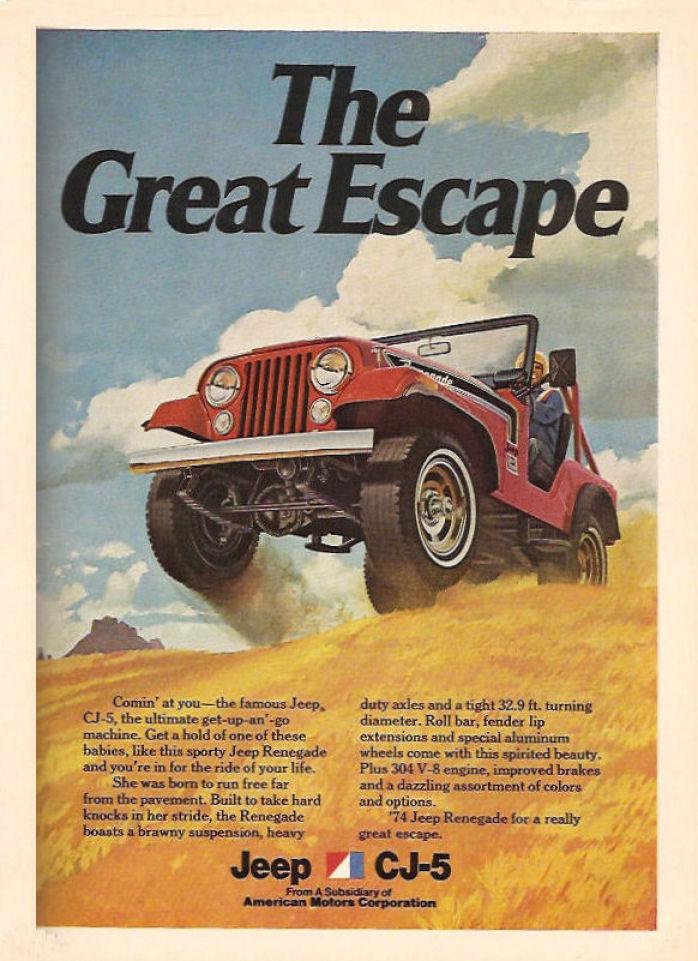 The
Great Escape
Renegade
Comin' at you—the famous Jeep®
CJ-5, the ultimate get-up-an'-go
machine. Get a hold of one of these
babies, like this sporty Jeep Renegade
and you're in for the ride of your life.
She was born to run free far
from the pavement. Built to take hard
knocks in her stride, the Renegade
boasts a brawny suspension, heavy
duty axles and a tight 32.9 ft. turning
diameter. Roll bar, fender lip
extensions and special aluminum
wheels come with this spirited beauty.
Plus 304 V-8 engine, improved brakes
and a dazzling assortment of colors
and options.
'74 Jeep Renegade for a really
great escape.
Jeep CJ-5
From A Subsidiary of
American Motors Corporation